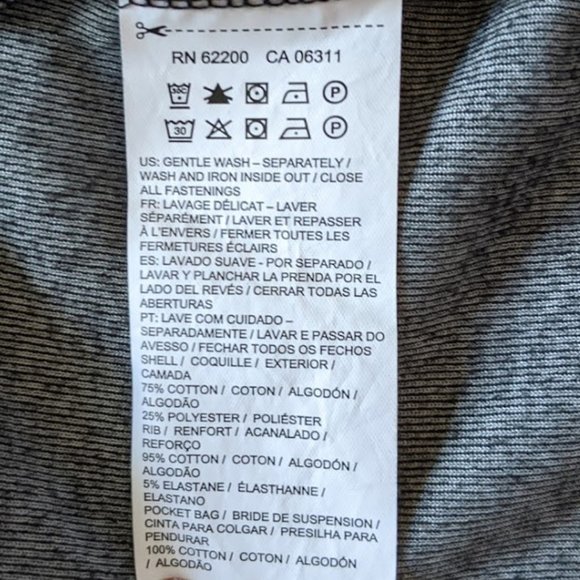 RN 62200 CA 06311
P
30 P
US: GENTLE WASH – SEPARATELY /
WASH AND IRON INSIDE OUT / CLOSE
ALL FASTENINGS
FR: LAVAGE DÉLICAT – LAVER
SÉPARÉMENT / LAVER ET REPASSER
À L'ENVERS / FERMER TOUTES LES
FERMETURES ÉCLAIRS
ES: LAVADO SUAVE - POR SEPARADO /
LAVAR Y PLANCHAR LA PRENDA POR EL
LADO DEL REVÉS / CERRAR TODAS LAS
ABERTURAS
PT: LAVE COM CUIDADO –
SEPARADAMENTE / LAVAR E PASSAR DO
AVESSO / FECHAR TODOS OS FECHOS
SHELL / COQUILLE / EXTERIOR /
CAMADA
75% COTTON / COTON / ALGODÓN /
ALGODÃO
25% POLYESTER / POLIÉSTER
RIB / RENFORT / ACANALADO /
REFORÇO
95% COTTON / COTON / ALGODÓN /
ALGODÃO
5% ELASTANE / ÉLASTHANNE /
ELASTANO
POCKET BAG / BRIDE DE SUSPENSION /
CINTA PARA COLGAR / PRESILHA PARA
PENDURAR
100% COTTON / COTON / ALGODÓN
/ ALGODÃO